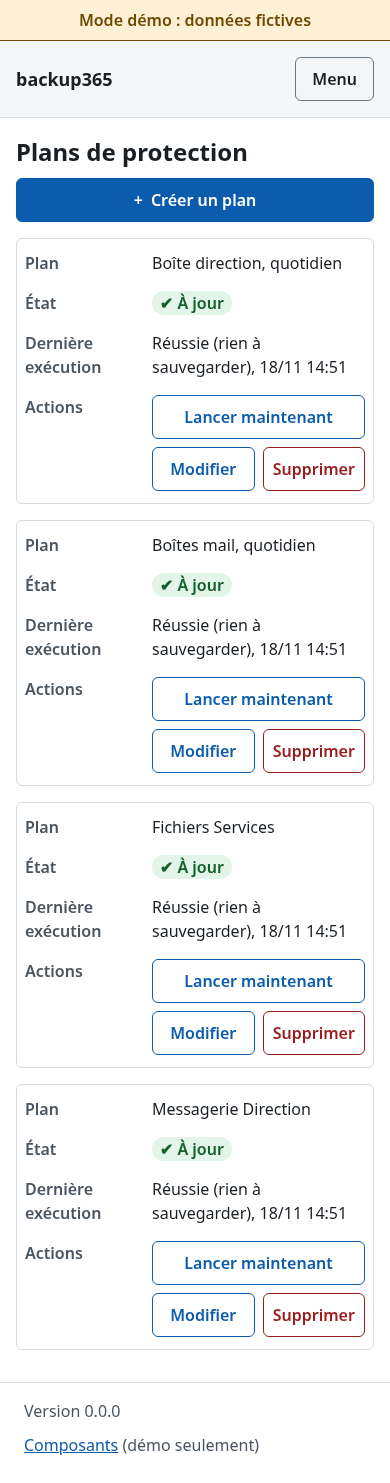 Mode démo : données fictives
backup365
Menu
Plans de protection
+ Créer un plan
Plan
Boîte direction, quotidien
État
✔ À jour
Dernière exécution
Réussie (rien à sauvegarder), 18/11 14:51
Actions
Lancer maintenant
Modifier
Supprimer
Plan
Boîtes mail, quotidien
État
✔ À jour
Dernière exécution
Réussie (rien à sauvegarder), 18/11 14:51
Actions
Lancer maintenant
Modifier
Supprimer
Plan
Fichiers Services
État
✔ À jour
Dernière exécution
Réussie (rien à sauvegarder), 18/11 14:51
Actions
Lancer maintenant
Modifier
Supprimer
Plan
Messagerie Direction
État
✔ À jour
Dernière exécution
Réussie (rien à sauvegarder), 18/11 14:51
Actions
Lancer maintenant
Modifier
Supprimer
Version 0.0.0
Composants (démo seulement)